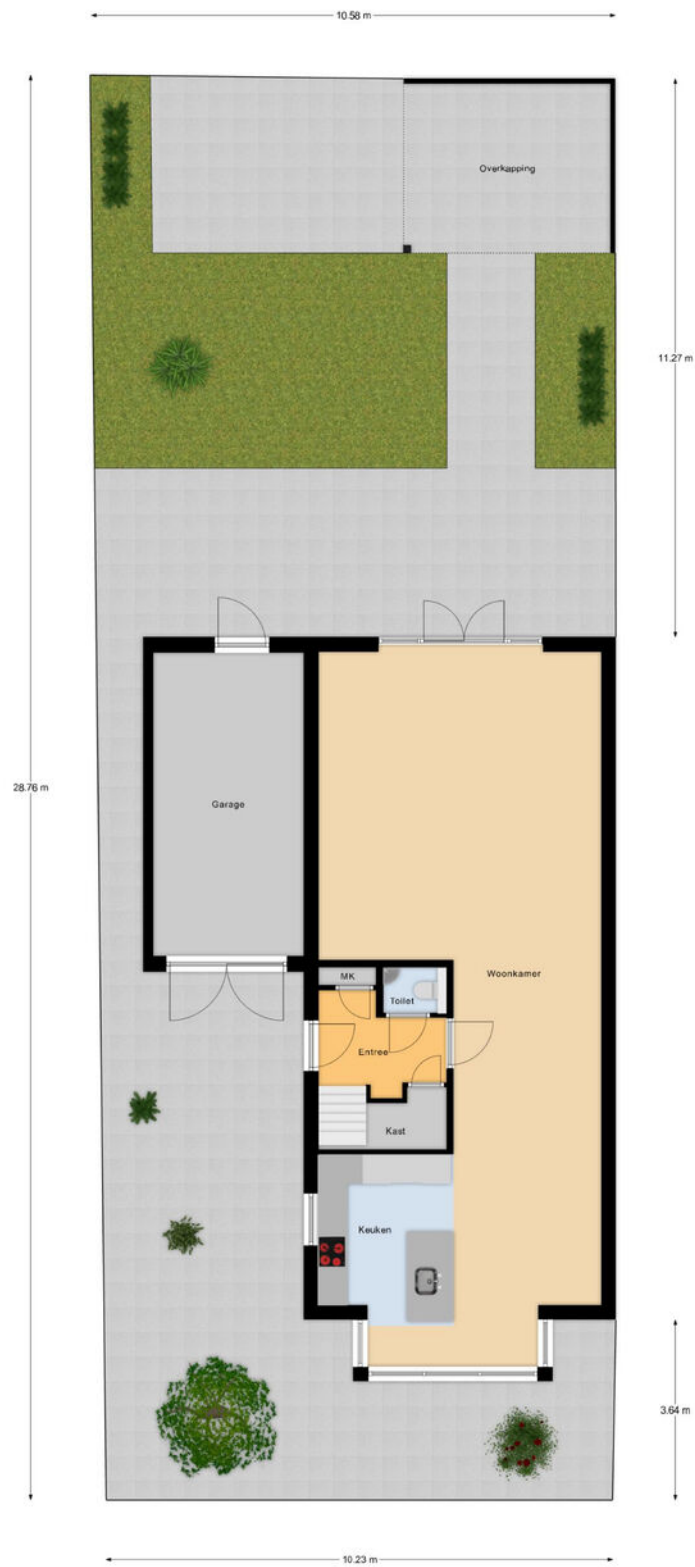 10.58 m
Overkapping
11.27 m
28.76 m
Garage
MK
Woonkamer
Toilet
Entree
Kast
Keuken
3.64 m
10.23 m